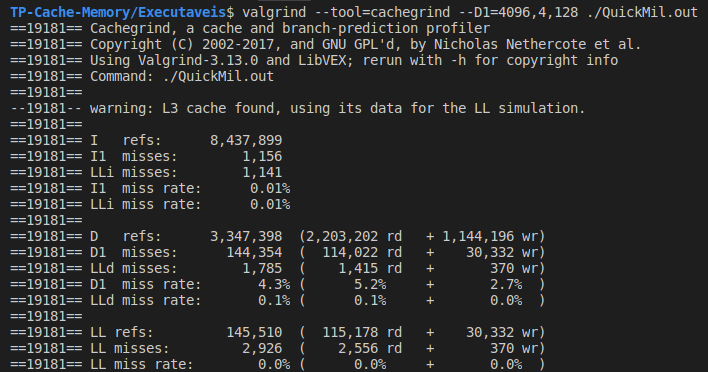 TP-Cache-Memory/Executaveis$ valgrind --tool=cachegrind --D1=4096,4,128 ./QuickMil.out
==19181== Cachegrind, a cache and branch-prediction profiler
==19181== Copyright (C) 2002-2017, and GNU GPL'd, by Nicholas Nethercote et al.
==19181== Using Valgrind-3.13.0 and LibVEX; rerun with -h for copyright info
==19181== Command: ./QuickMil.out
==19181==
--19181-- warning: L3 cache found, using its data for the LL simulation.
==19181==
==19181== I   refs:      8,437,899
==19181== I1  misses:        1,156
==19181== LLi misses:        1,141
==19181== I1  miss rate:      0.01%
==19181== LLi miss rate:      0.01%
==19181==
==19181== D   refs:      3,347,398  (2,203,202 rd   + 1,144,196 wr)
==19181== D1  misses:      144,354  (  114,022 rd   +    30,332 wr)
==19181== LLd misses:        1,785  (    1,415 rd   +       370 wr)
==19181== D1  miss rate:       4.3% (      5.2%     +       2.7%  )
==19181== LLd miss rate:       0.1% (      0.1%     +       0.0%  )
==19181==
==19181== LL refs:         145,510  (  115,178 rd   +    30,332 wr)
==19181== LL misses:         2,926  (    2,556 rd   +       370 wr)
==19181== LL miss rate:        0.0% (      0.0%     +       0.0%  )